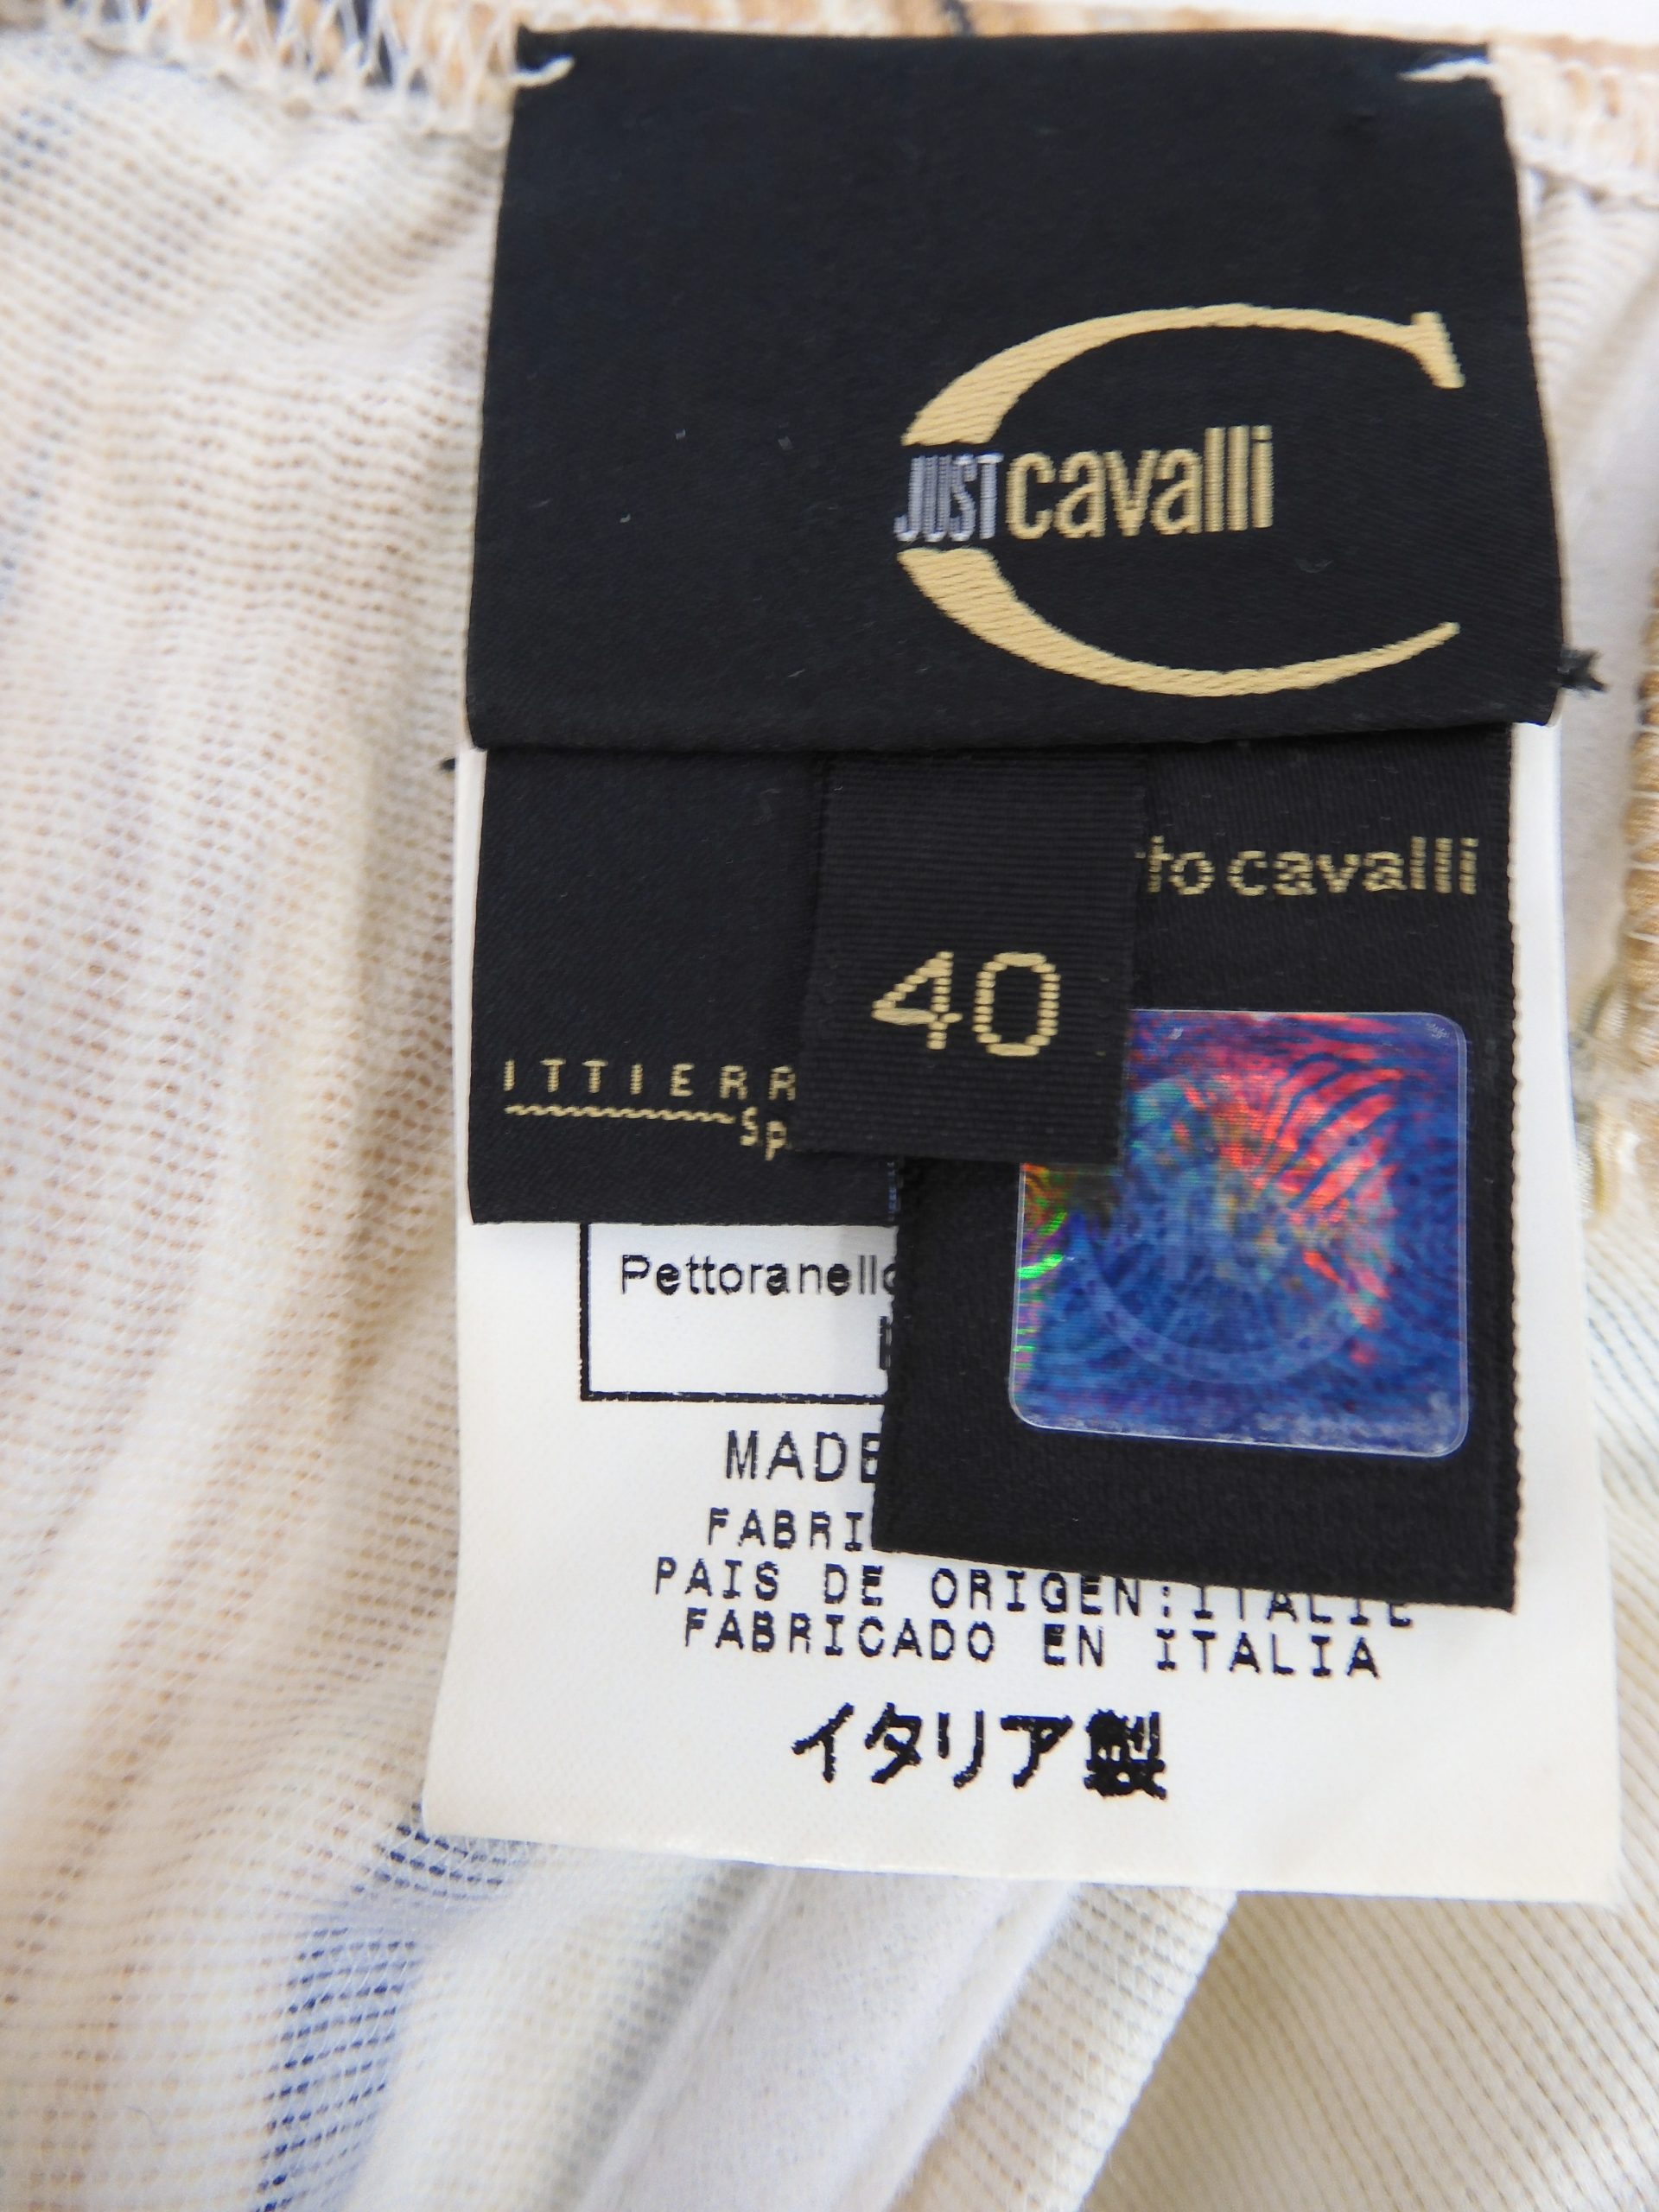 JUST cavalli
to cavalli
40
ITTIERR
Sp
Pettoranello
MADE
FABRI
PAIS DE ORIGEN:ITALIE
FABRICADO EN ITALIA
イタリア製